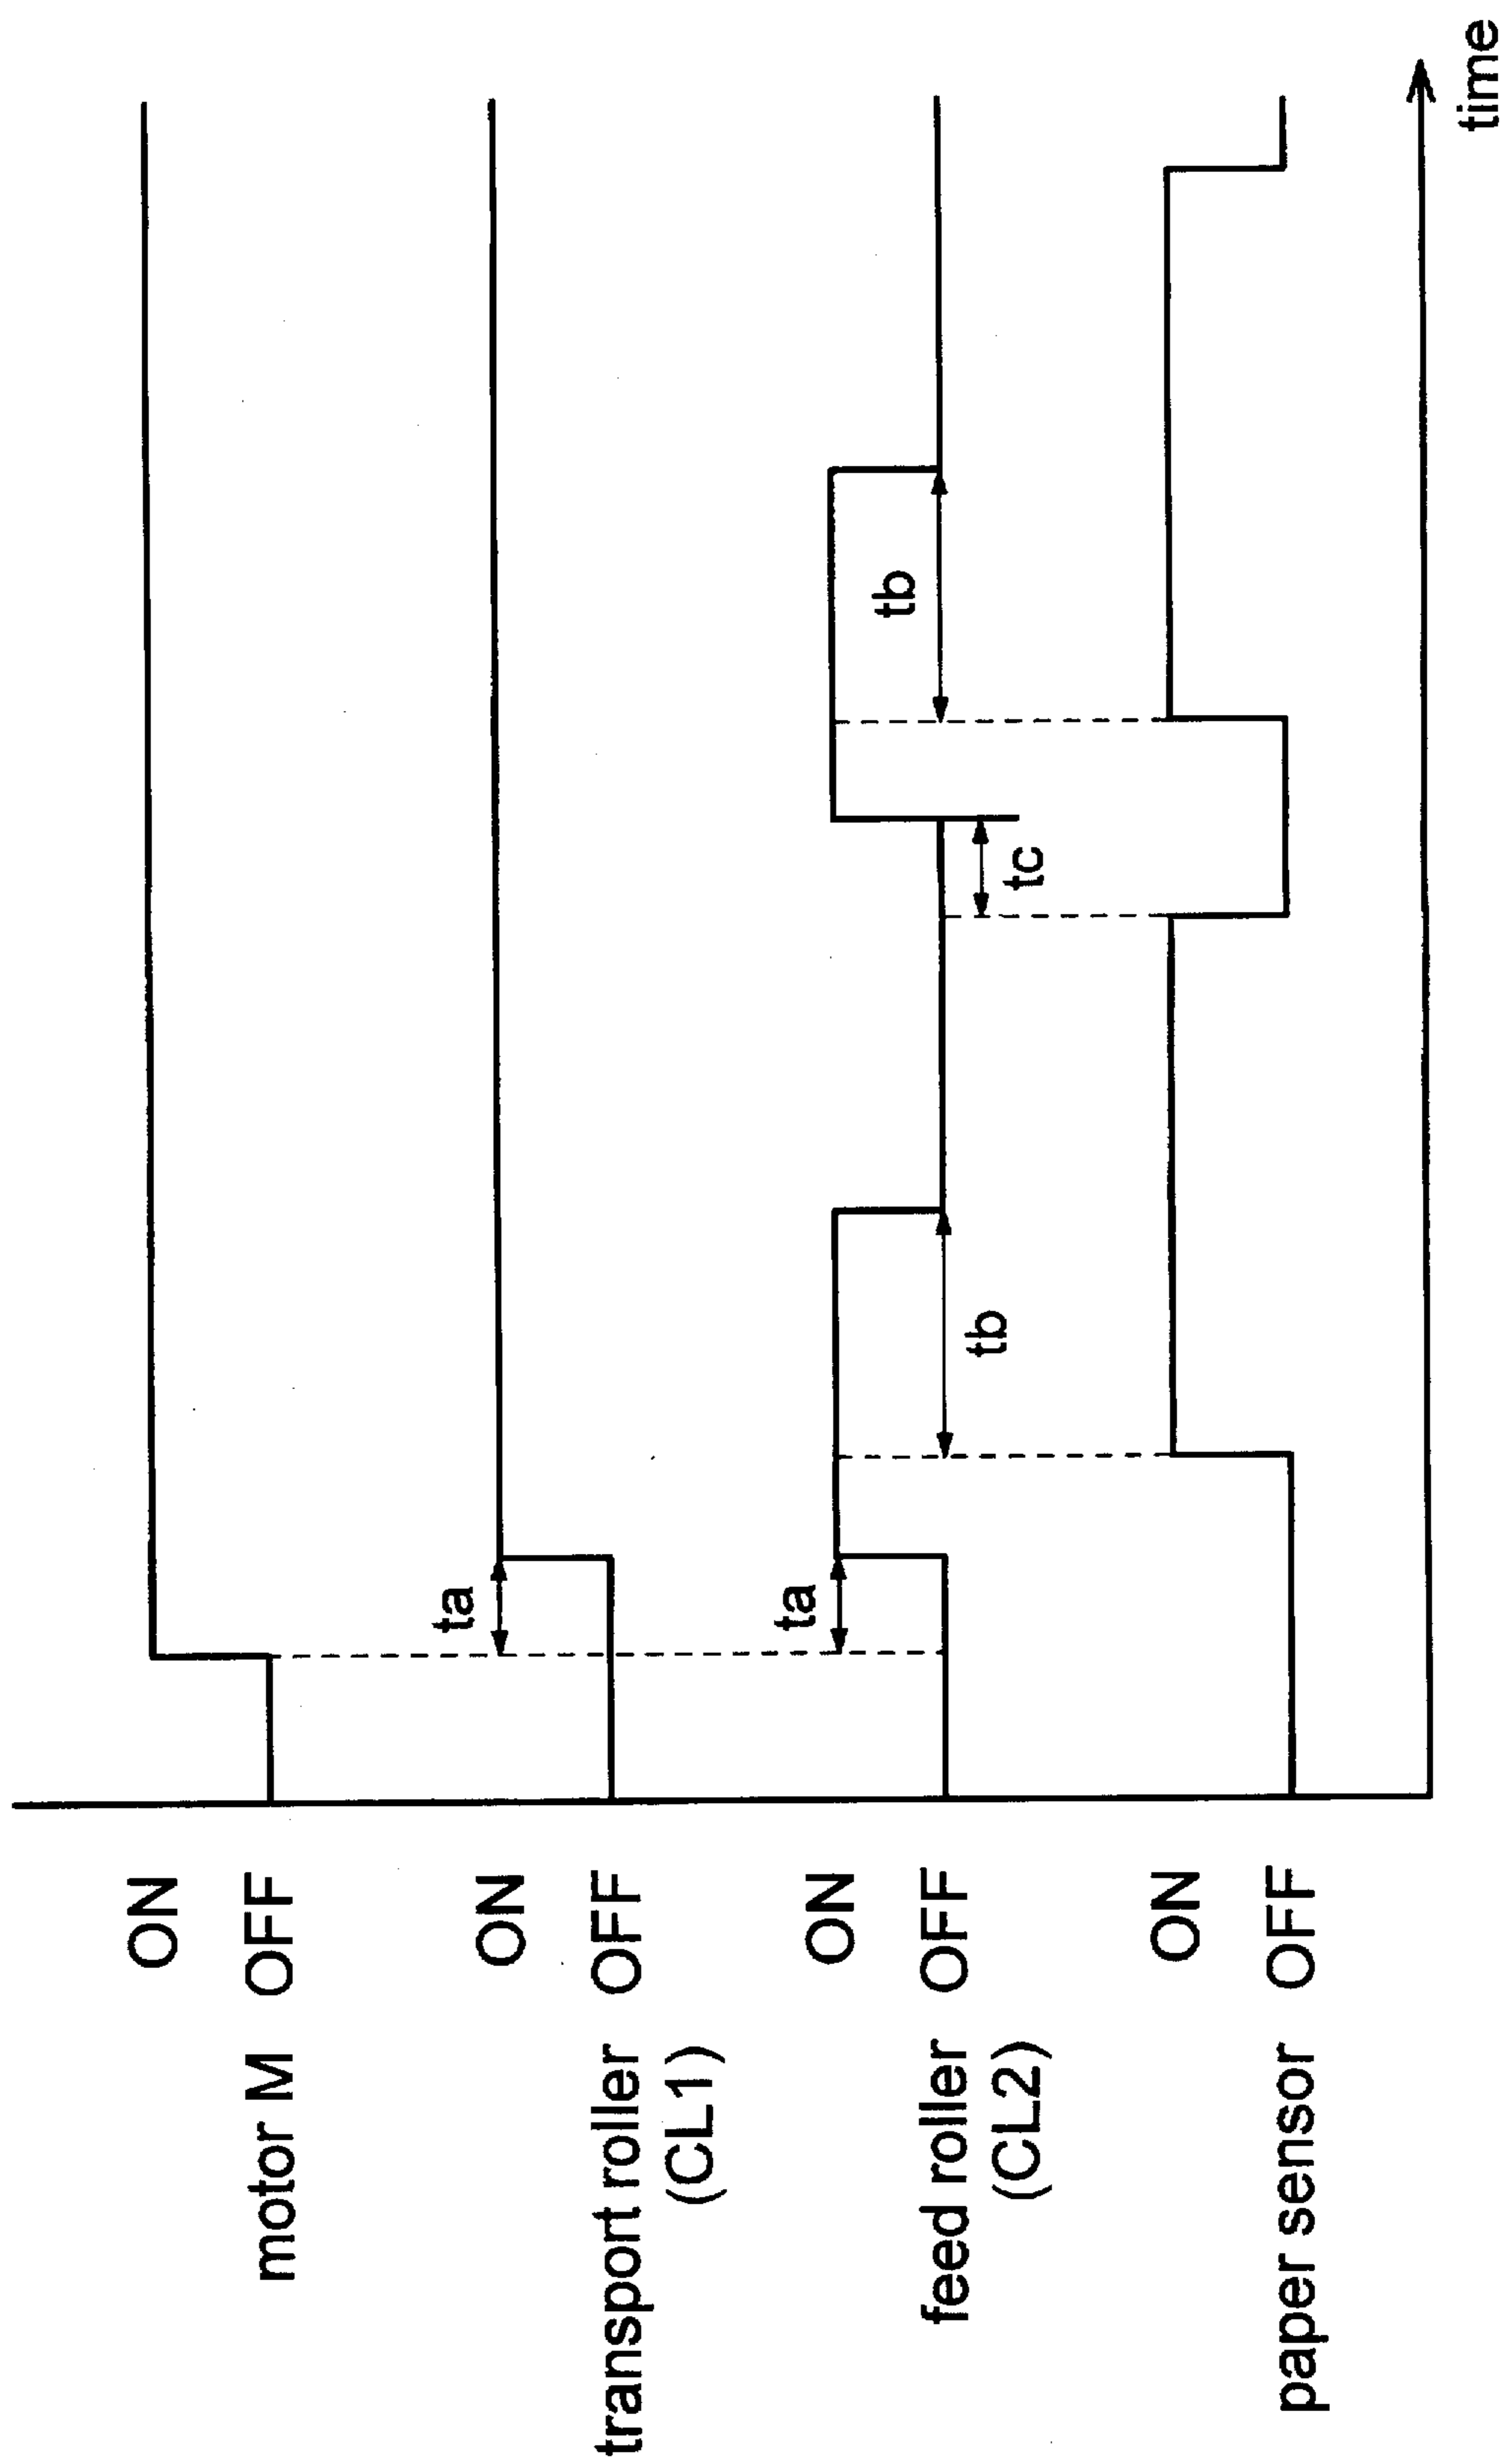 ON
motor M OFF
ta
ON
transport roller OFF
(CL1)
ta
tb
ON
feed roller OFF
(CL2)
tb
tc
ON
paper sensor OFF
time